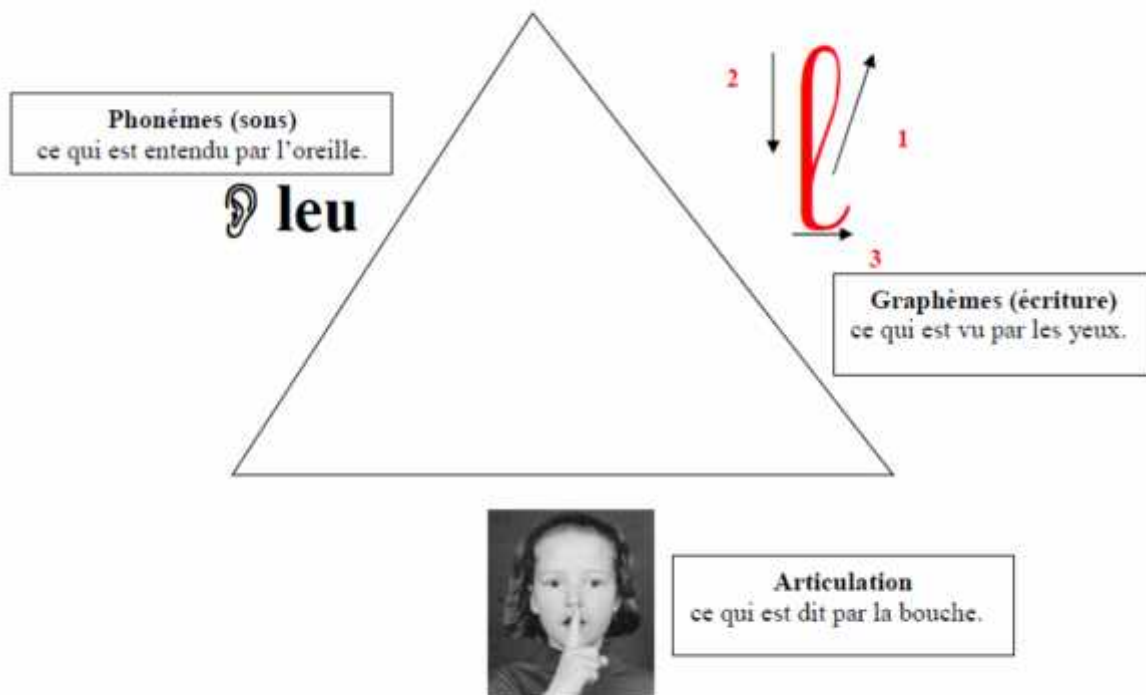 Phonémes (sons)
ce qui est entendu par l'oreille.
leu
2
l
1
3
Graphèmes (écriture)
ce qui est vu par les yeux.
Articulation
ce qui est dit par la bouche.